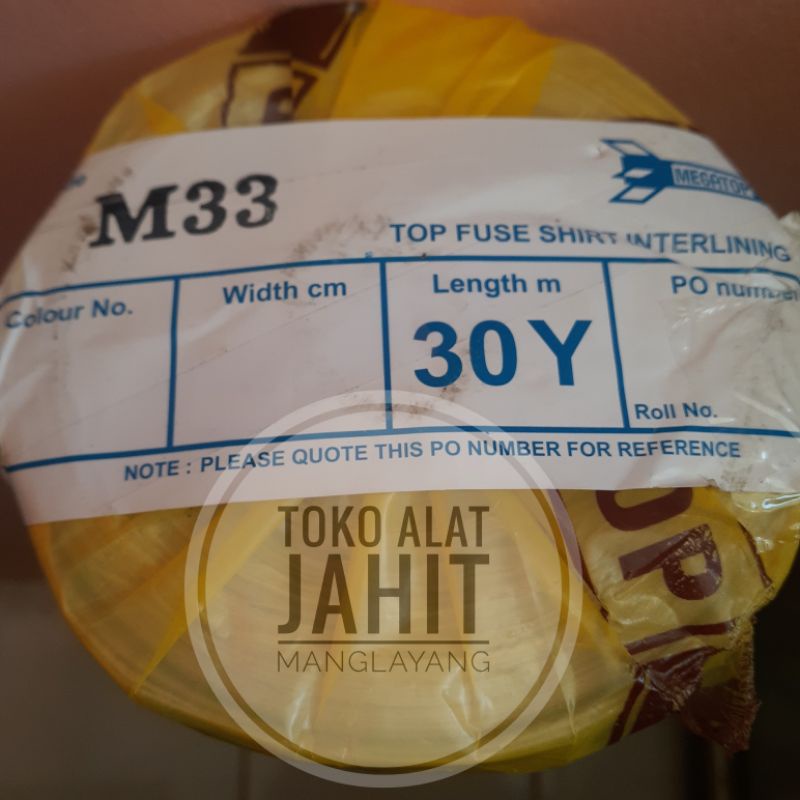 M33
MEGATOP
TOP FUSE SHIRT INTERLINING
Colour No.
Width cm
Length m
30Y
PO number
Roll No.
NOTE : PLEASE QUOTE THIS PO NUMBER FOR REFERENCE
OP
TOKO ALAT
JAHIT
MANGLAYANG